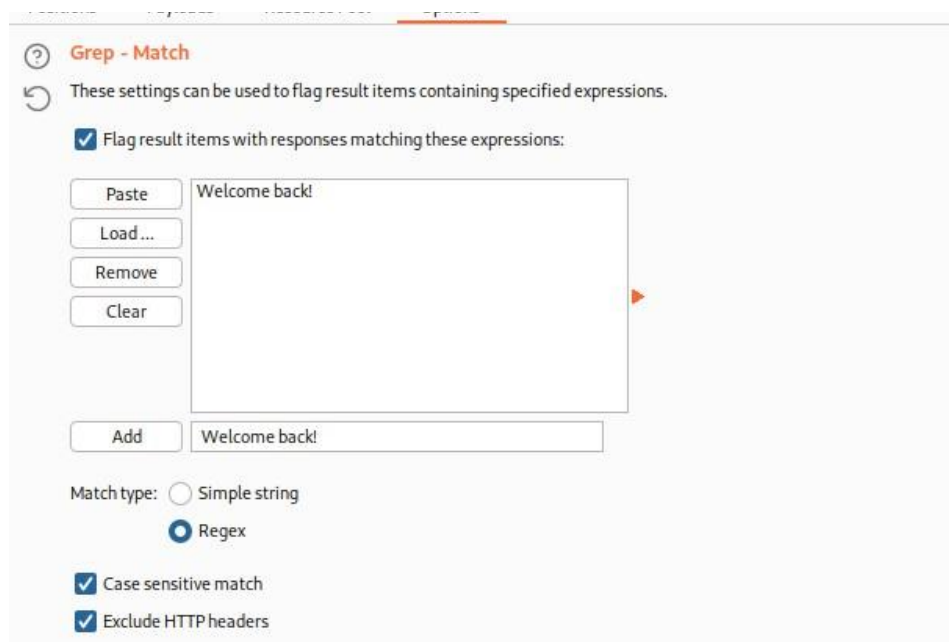 Grep - Match
These settings can be used to flag result items containing specified expressions.
Flag result items with responses matching these expressions:
Paste
Welcome back!
Load ...
Remove
Clear
Add
Welcome back!
Match type:
Simple string
Regex
Case sensitive match
Exclude HTTP headers